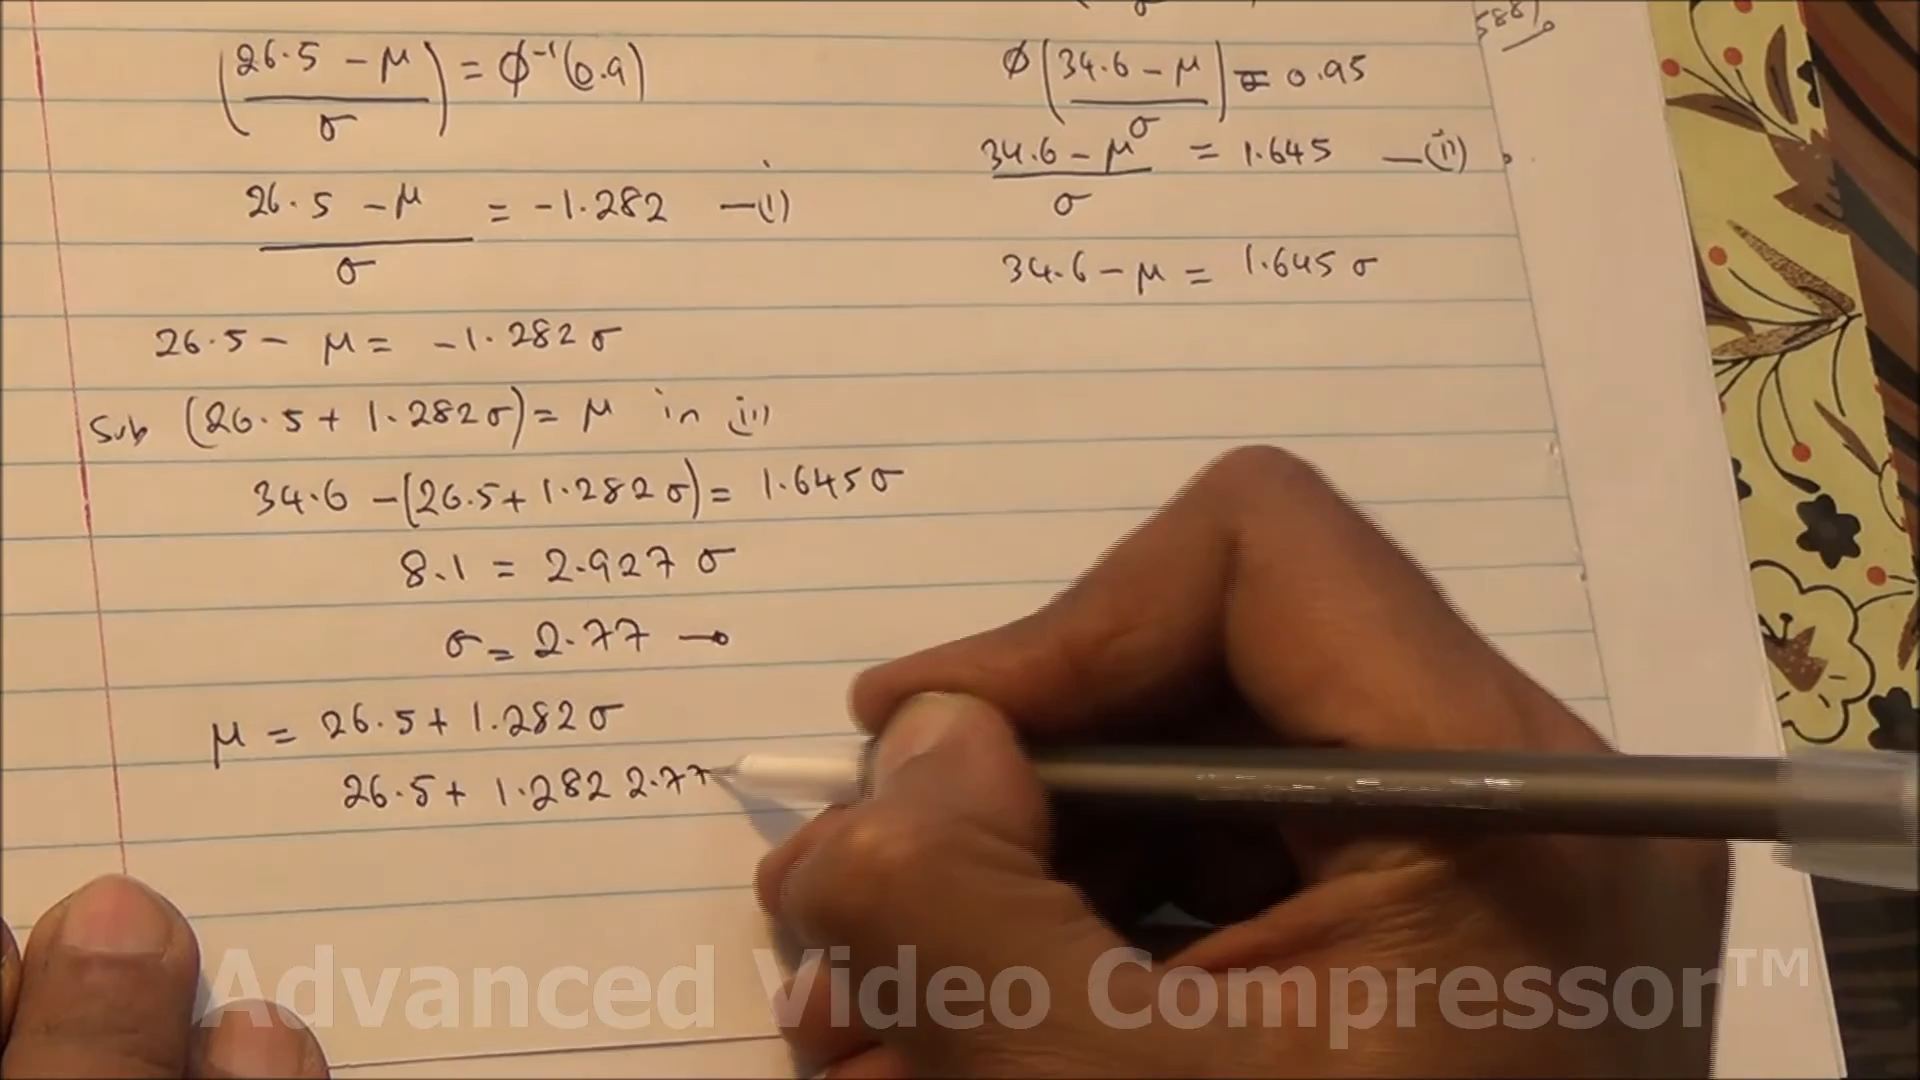 (26.5 - μ / σ) = ϕ⁻¹(0.9)
26.5 - μ / σ = -1.282 —(i)
26.5 - μ = -1.282 σ
Sub (26.5 + 1.282 σ) = μ in (ii)
34.6 - (26.5 + 1.282 σ) = 1.645 σ
8.1 = 2.927 σ
σ = 2.77
μ = 26.5 + 1.282 σ
26.5 + 1.282 2.77
ϕ(34.6 - μ / σ) = 0.95
34.6 - μ / σ = 1.645 —(ii)
34.6 - μ = 1.645 σ
Advanced Video Compressor™